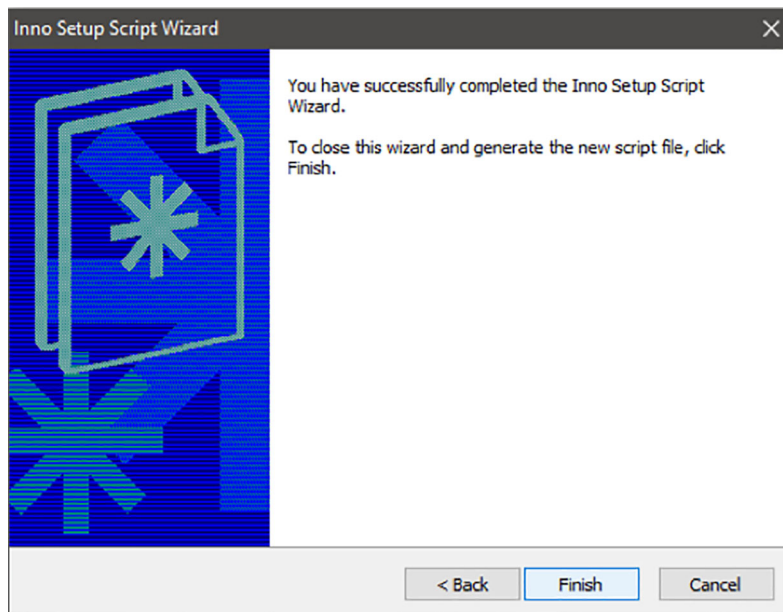 Inno Setup Script Wizard
You have successfully completed the Inno Setup Script
Wizard.
To close this wizard and generate the new script file, click
Finish.
< Back
Finish
Cancel